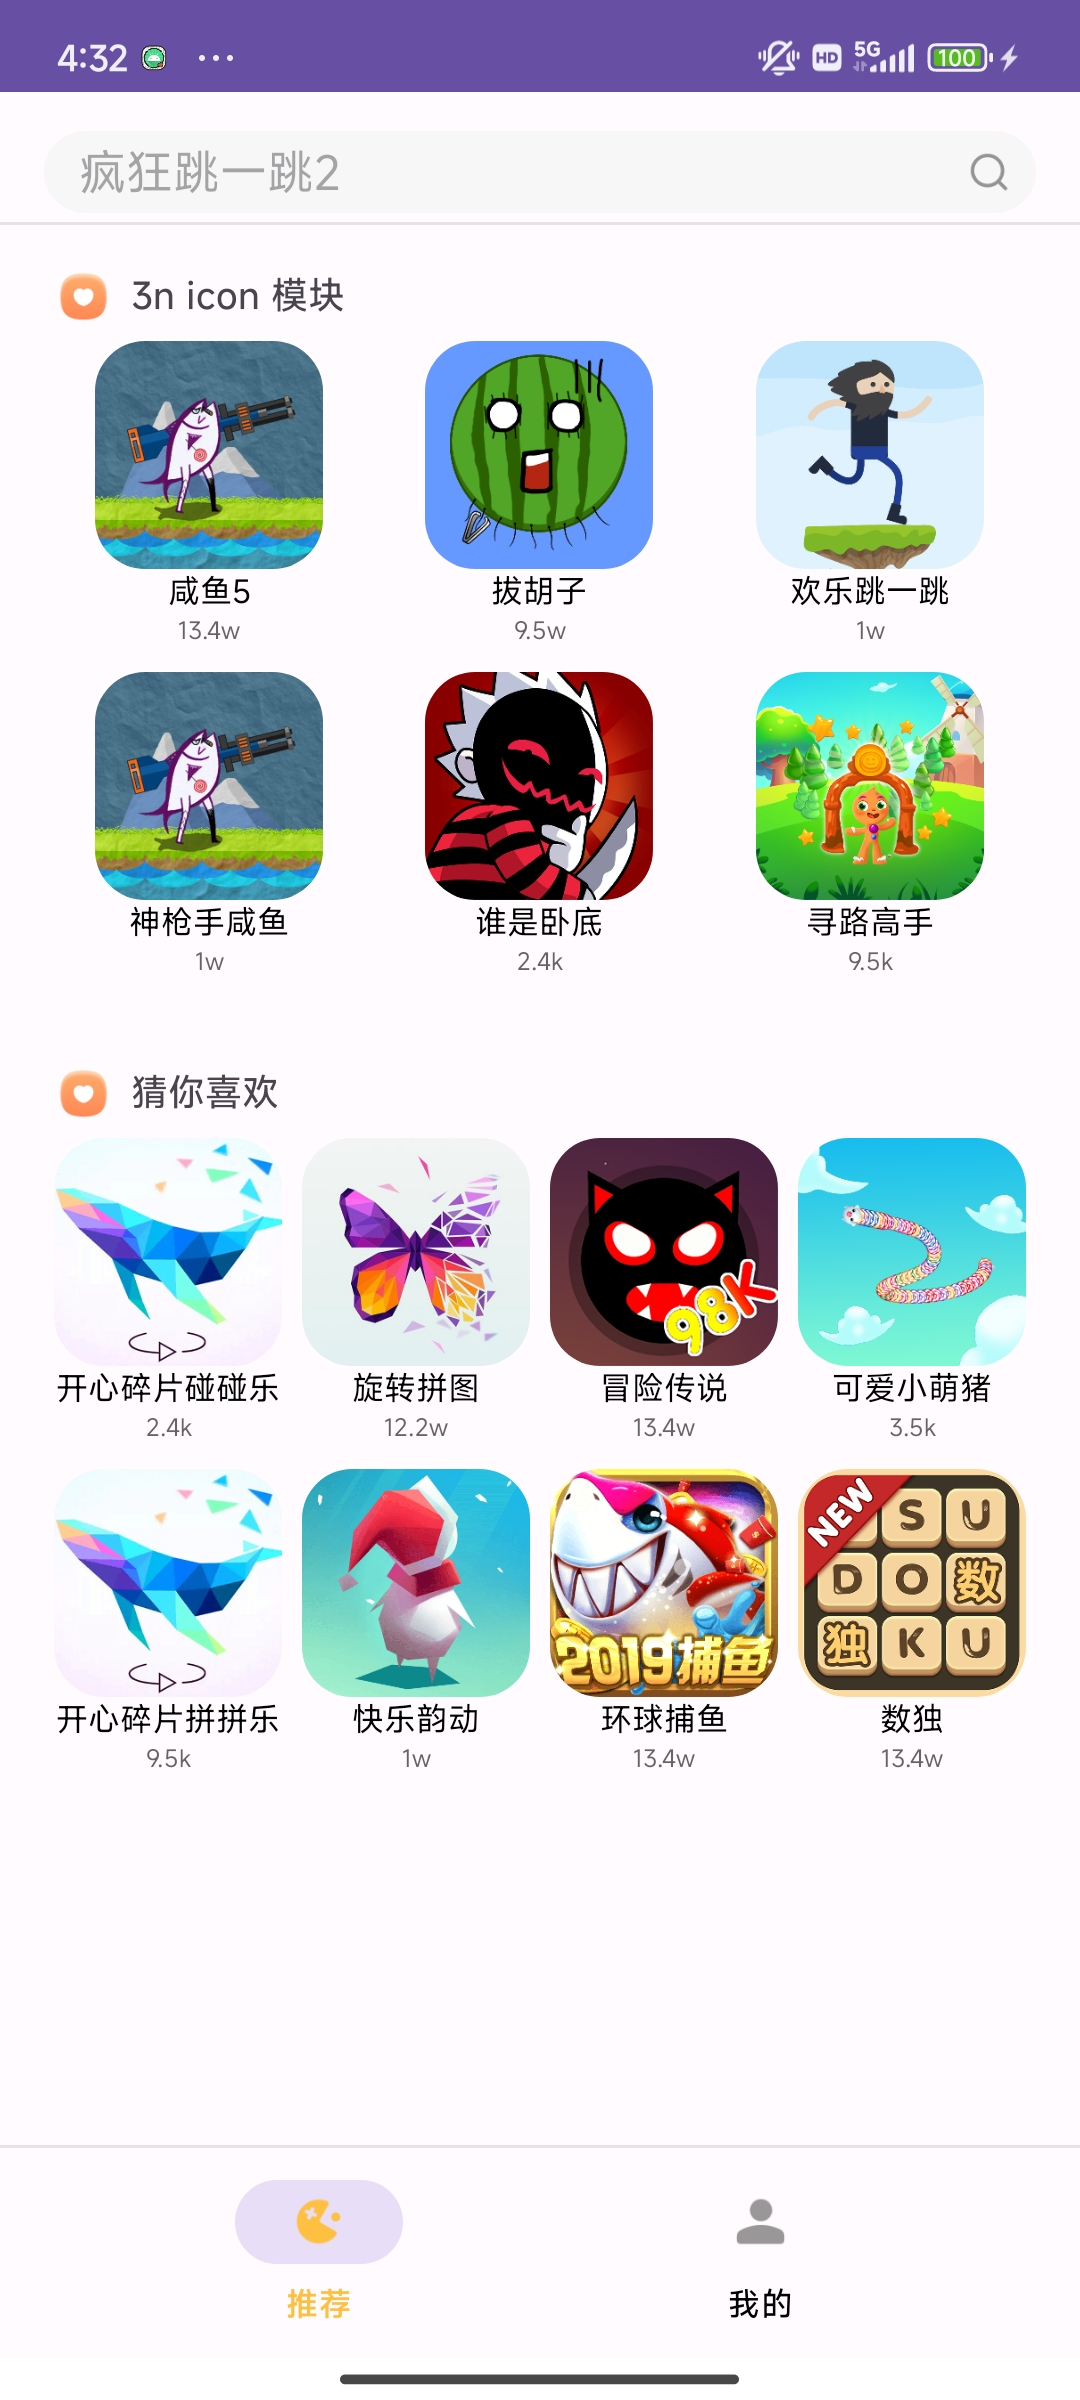 4:32 ... HD 5G 100
疯狂跳一跳2
3n icon 模块
咸鱼5 拔胡子 欢乐跳一跳
13.4w 9.5w 1w
神枪手咸鱼 谁是卧底 寻路高手
1w 2.4k 9.5k
猜你喜欢
98K
开心碎片碰碰乐 旋转拼图 冒险传说 可爱小萌猪
2.4k 12.2w 13.4w 3.5k
NEW
S U
D O 数
2019捕鱼 独 K U
开心碎片拼拼乐 快乐韵动 环球捕鱼 数独
9.5k 1w 13.4w 13.4w
推荐 我的